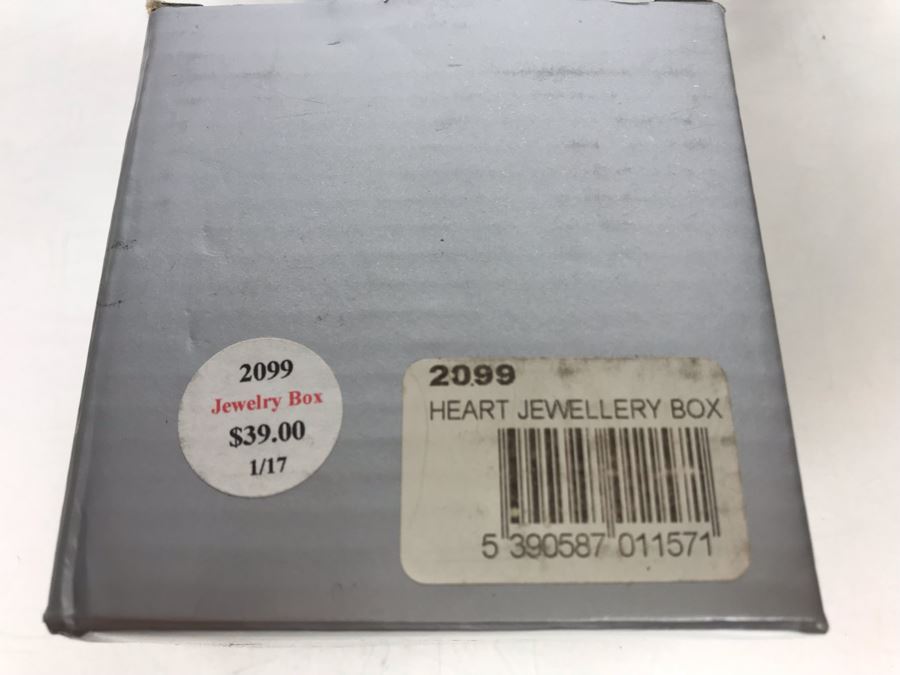 2099
Jewelry Box
$39.00
1/17
2099
HEART JEWELLERY BOX
5 390587 011571